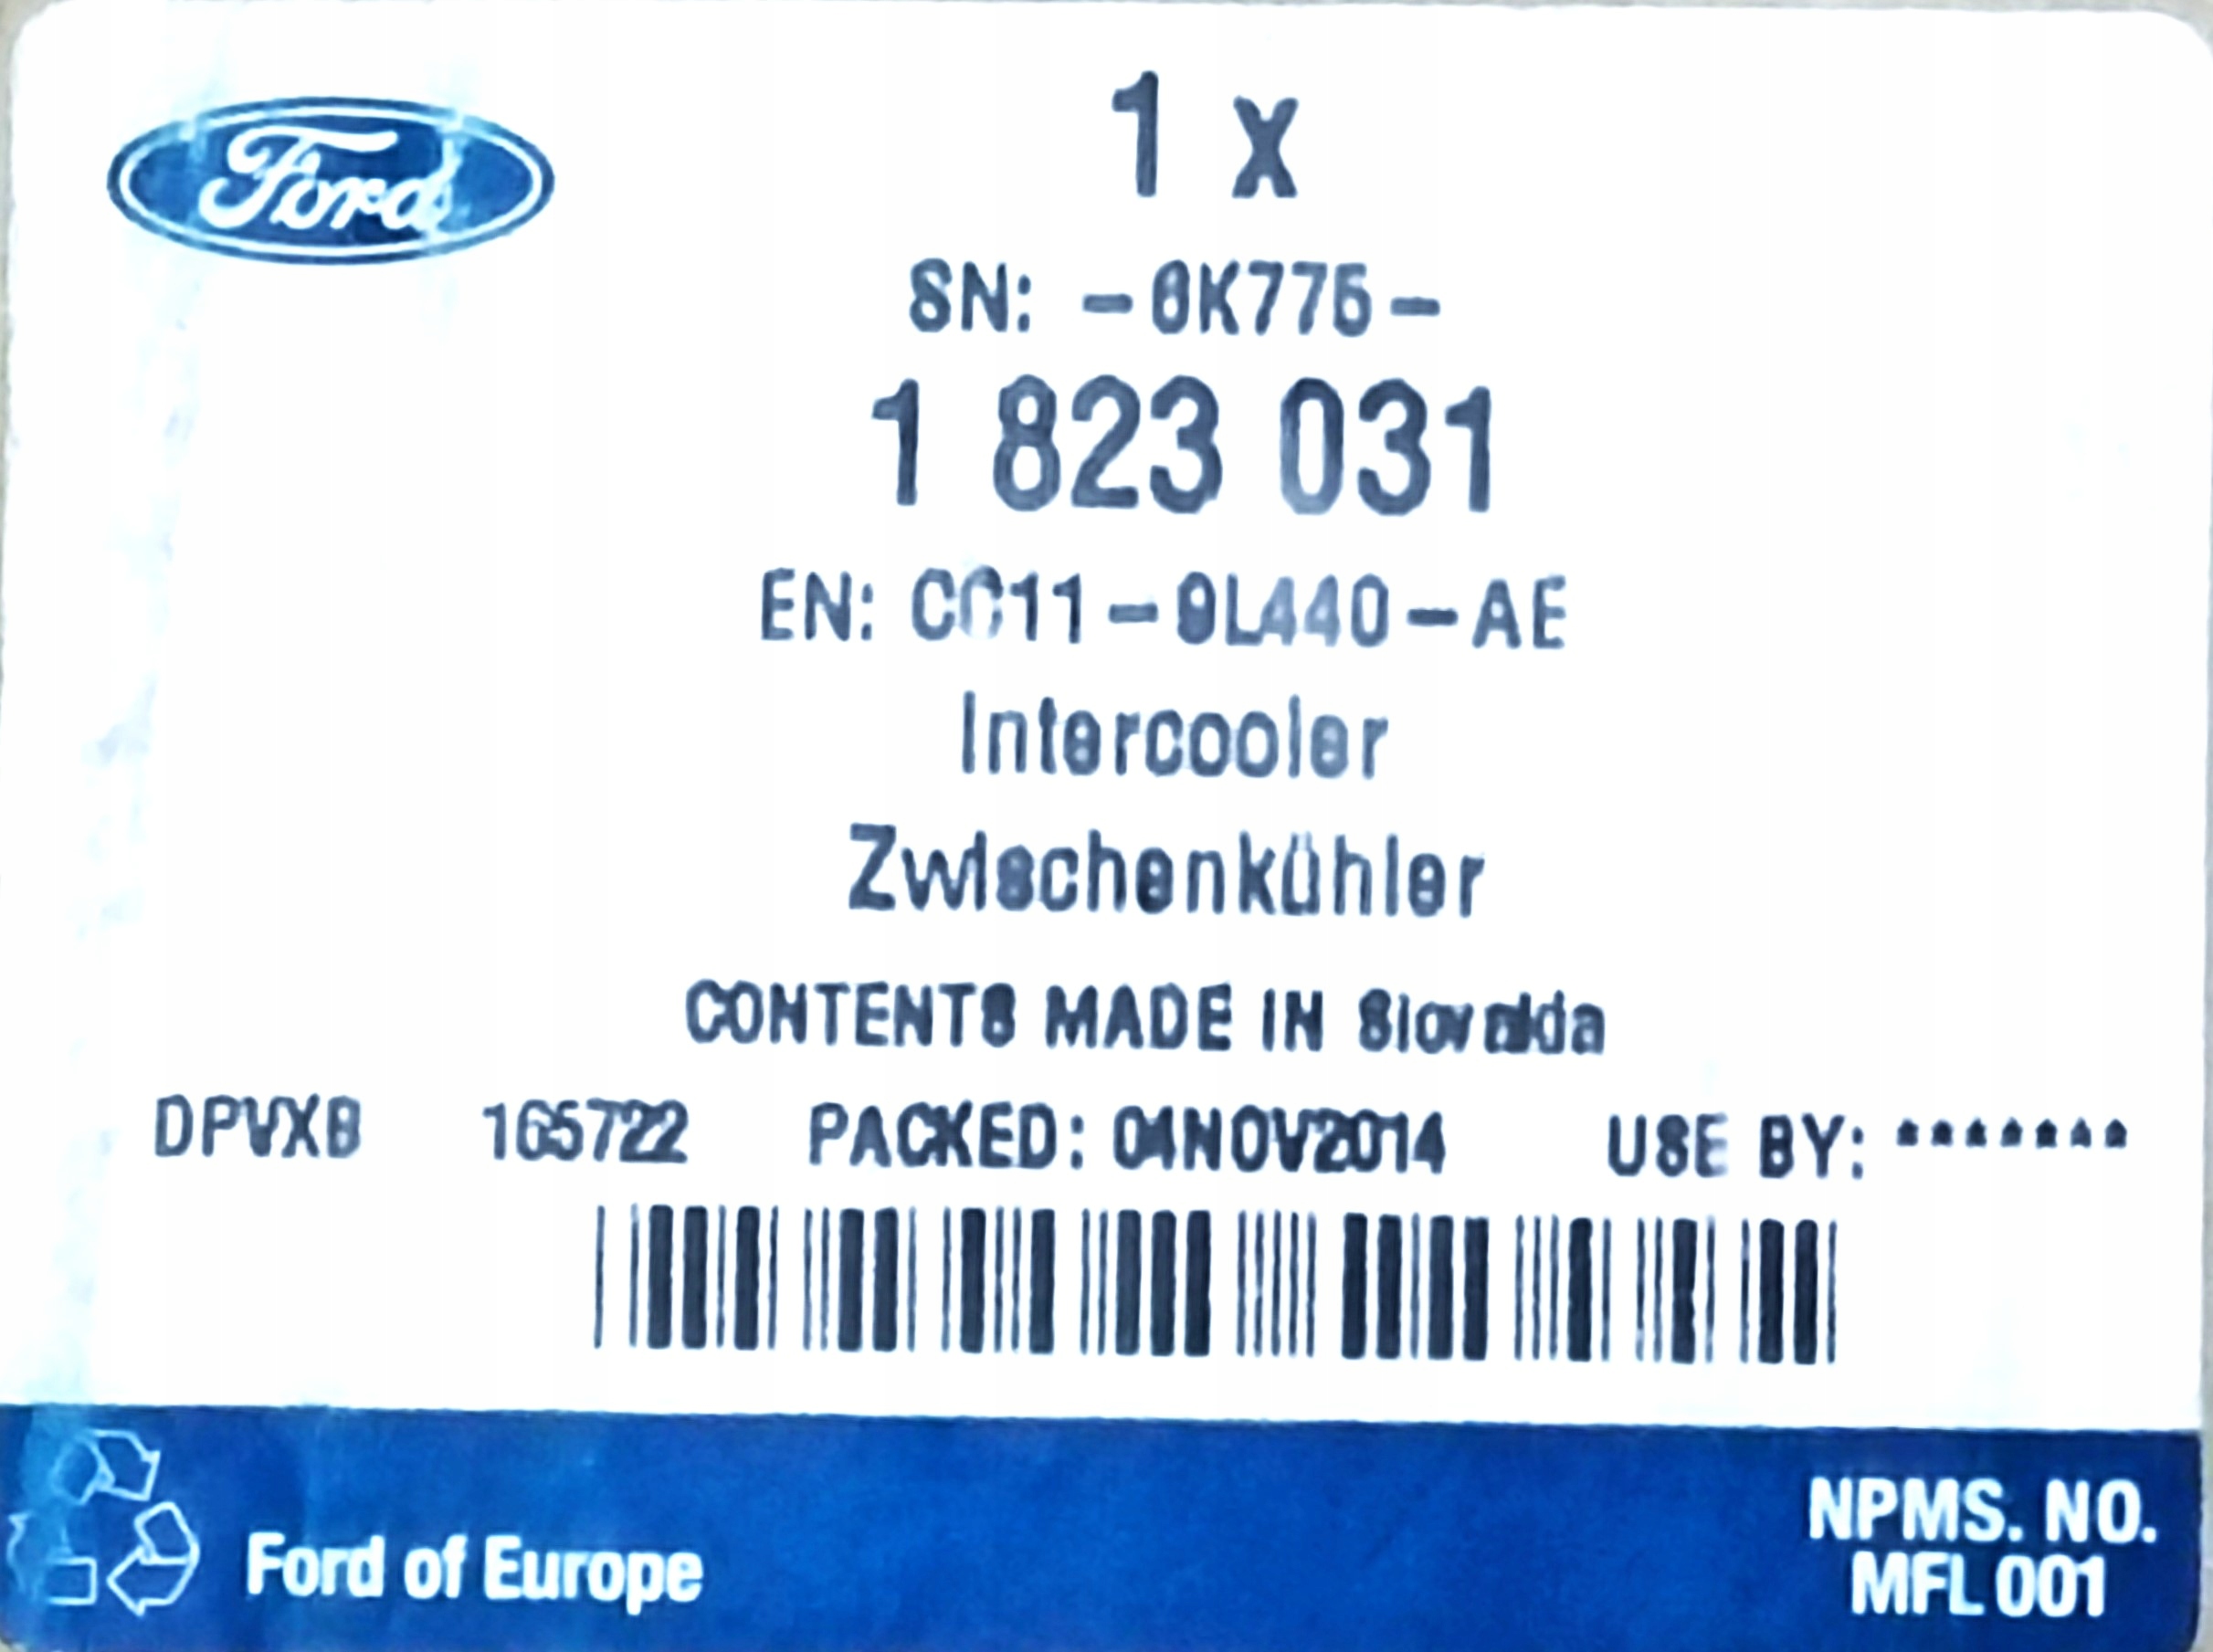 Ford
1 x
SN: -6K775-
1 823 031
EN: CC11-9L440-AE
Intercooler
Zwischenkühler
CONTENTS MADE IN Slovakia
DPVXB 165722 PACKED: 04NOV2014 USE BY: *******
Ford of Europe
NPMS. NO.
MFL 001